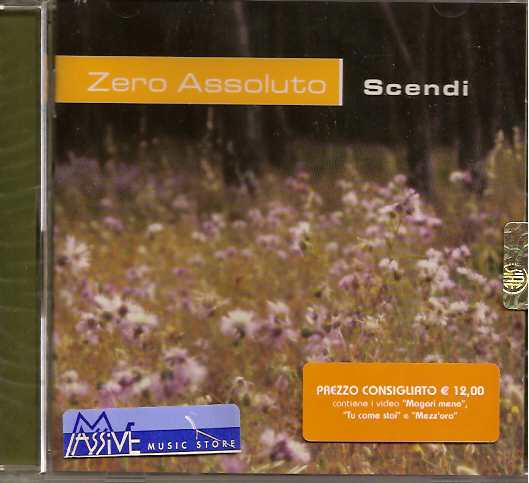 Zero Assoluto Scendi
PREZZO CONSIGLIATO € 12,00
contiene i video "Magari meno",
"Tu come stai" e "Mezz'ora"
MASSIVE
MUSIC STORE